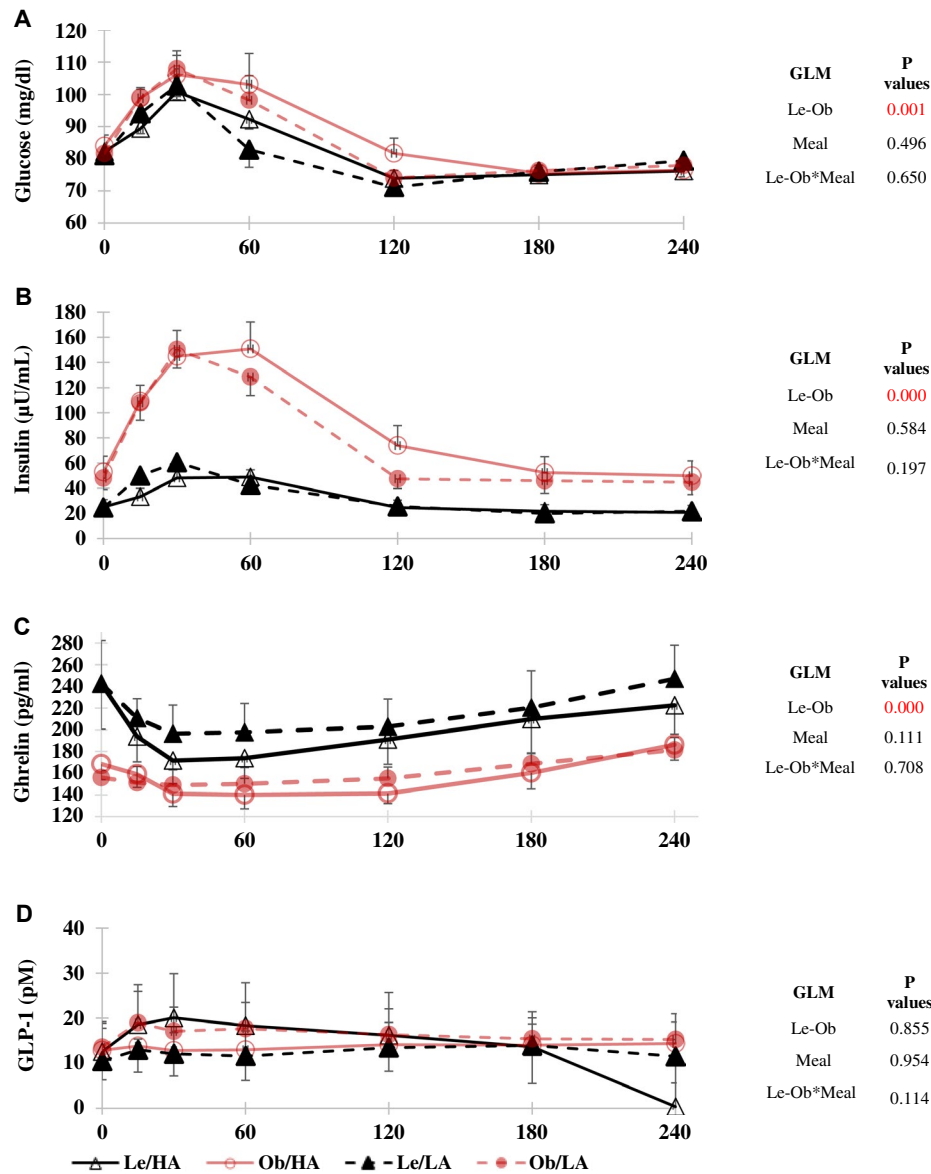 A
Glucose (mg/dl)
120
110
100
90
80
70
60
0 60 120 180 240
GLM P values
Le-Ob 0.001
Meal 0.496
Le-Ob*Meal 0.650
B
Insulin (µU/mL)
180
160
140
120
100
80
60
40
20
0
0 60 120 180 240
GLM P values
Le-Ob 0.000
Meal 0.584
Le-Ob*Meal 0.197
C
Ghrelin (pg/ml)
280
260
240
220
200
180
160
140
120
0 60 120 180 240
GLM P values
Le-Ob 0.000
Meal 0.111
Le-Ob*Meal 0.708
D
GLP-1 (pM)
40
30
20
10
0
0 60 120 180 240
GLM P values
Le-Ob 0.855
Meal 0.954
Le-Ob*Meal 0.114
Le/HA Ob/HA Le/LA Ob/LA